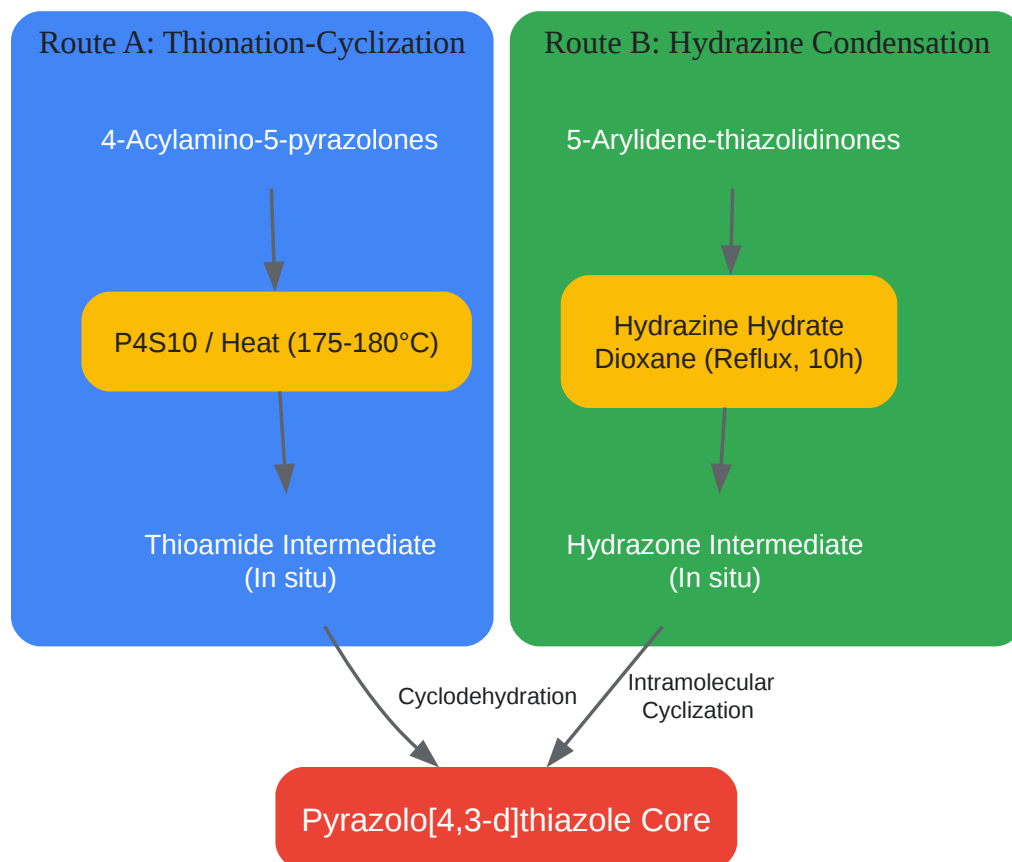 Route A: Thionation-Cyclization
4-Acylamino-5-pyrazolones
P4S10 / Heat (175-180°C)
Thioamide Intermediate
(In situ)
Route B: Hydrazine Condensation
5-Arylidene-thiazolidinones
Hydrazine Hydrate
Dioxane (Reflux, 10h)
Hydrazone Intermediate
(In situ)
Cyclodehydration
Intramolecular
Cyclization
Pyrazolo[4,3-d]thiazole Core